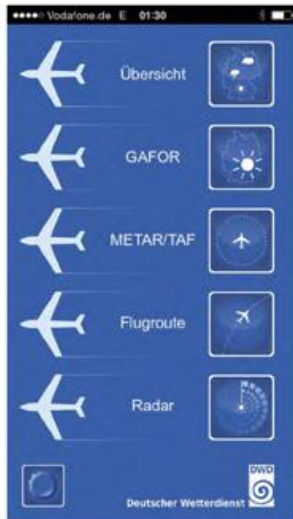 Vodafone.de E 01:30
Übersicht
GAFOR
METAR/TAF
Flugroute
Radar
DWD
Deutscher Wetterdienst